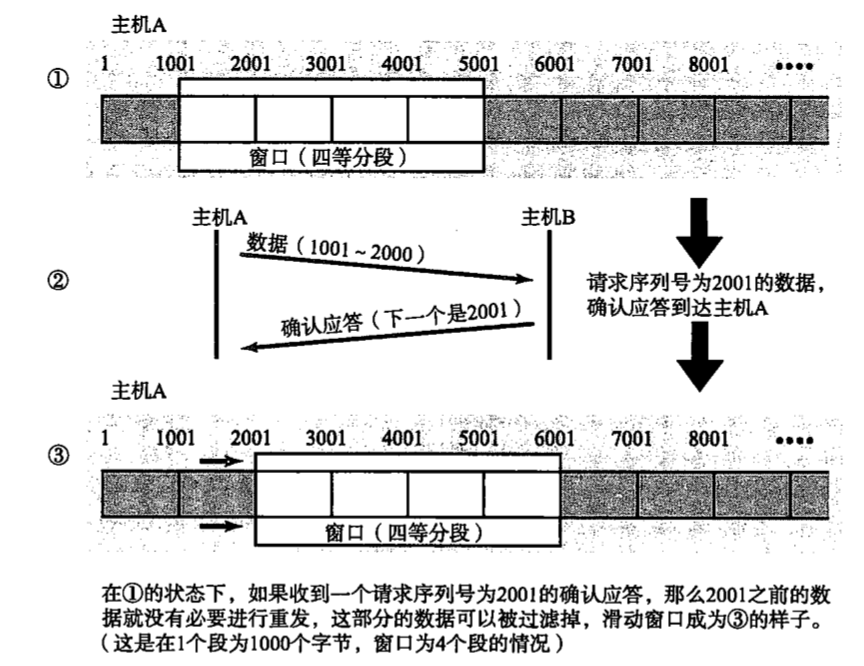 主机A
1 1001 2001 3001 4001 5001 6001 7001 8001 ••••
①
窗口（四等分段）
主机A 主机B
数据（1001～2000）
②
请求序列号为2001的数据，
确认应答到达主机A
确认应答（下一个是2001）
主机A
1 1001 2001 3001 4001 5001 6001 7001 8001 ••••
③
窗口（四等分段）
在①的状态下，如果收到一个请求序列号为2001的确认应答，那么2001之前的数
据就没有必要进行重发，这部分的数据可以被过滤掉，滑动窗口成为③的样子。
（这是在1个段为1000个字节，窗口为4个段的情况）